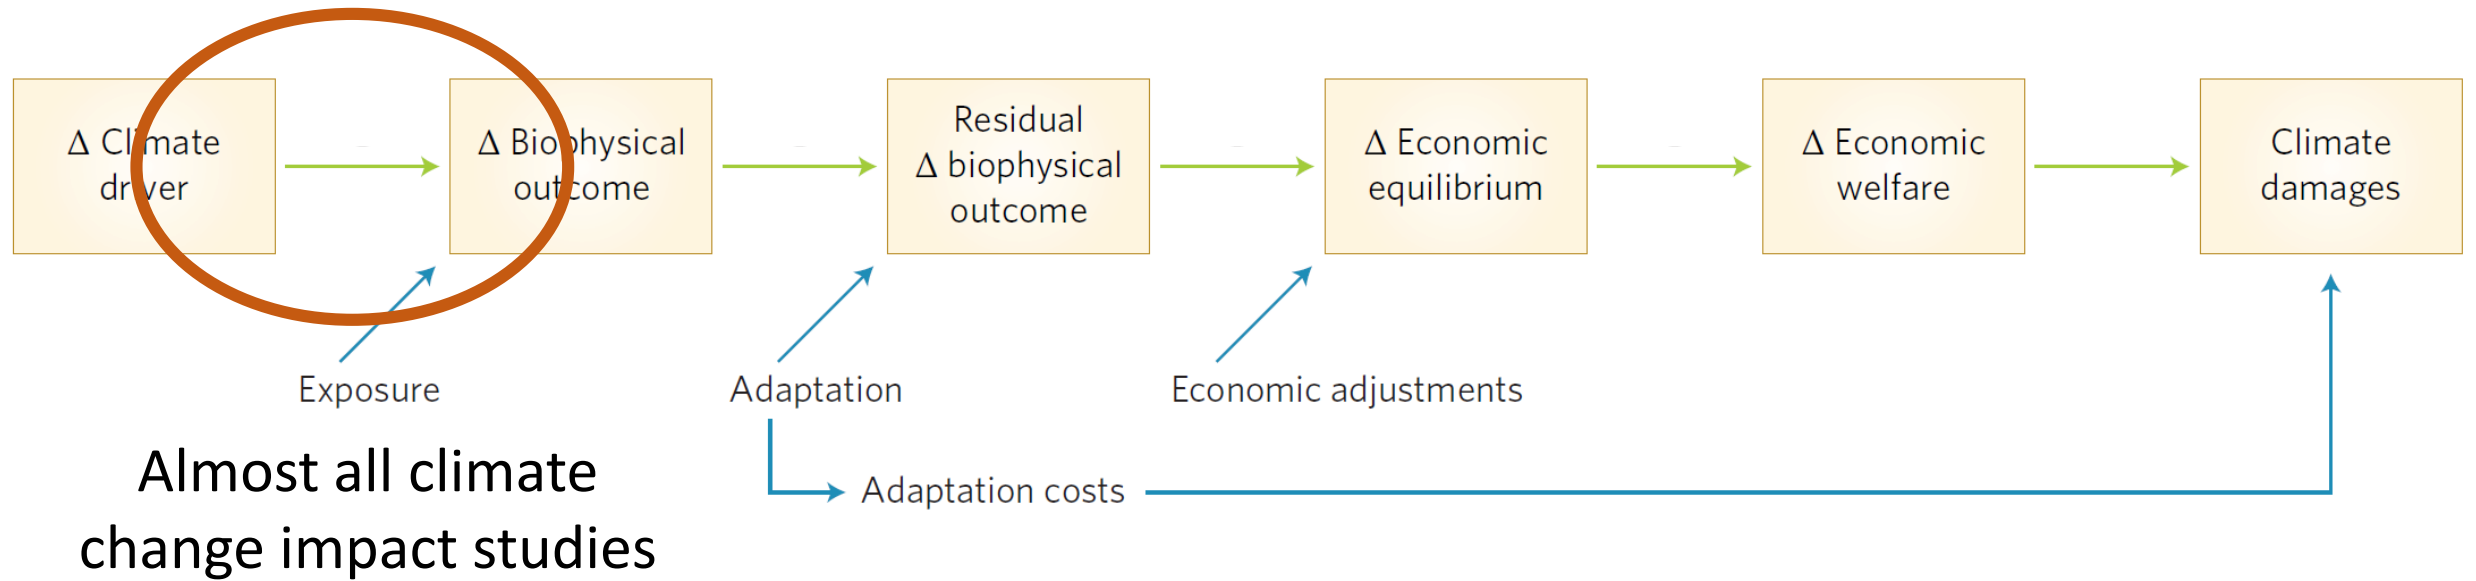 Δ Climate
driver
Δ Biophysical
outcome
Residual
Δ biophysical
outcome
Δ Economic
equilibrium
Δ Economic
welfare
Climate
damages
Exposure
Adaptation
Economic adjustments
Adaptation costs
Almost all climate
change impact studies